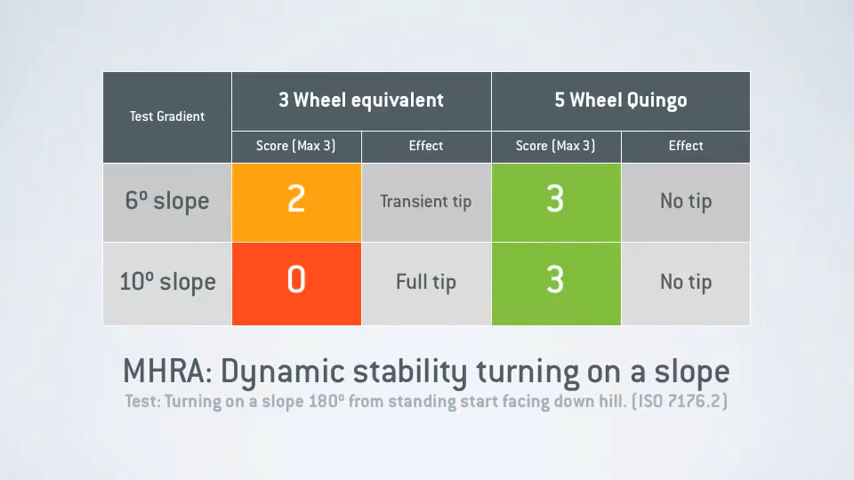 Test Gradient
3 Wheel equivalent
5 Wheel Quingo
Score (Max 3)
Effect
Score (Max 3)
Effect
6º slope
2
Transient tip
3
No tip
10º slope
0
Full tip
3
No tip
MHRA: Dynamic stability turning on a slope
Test: Turning on a slope 180º from standing start facing down hill. (ISO 7176.2)